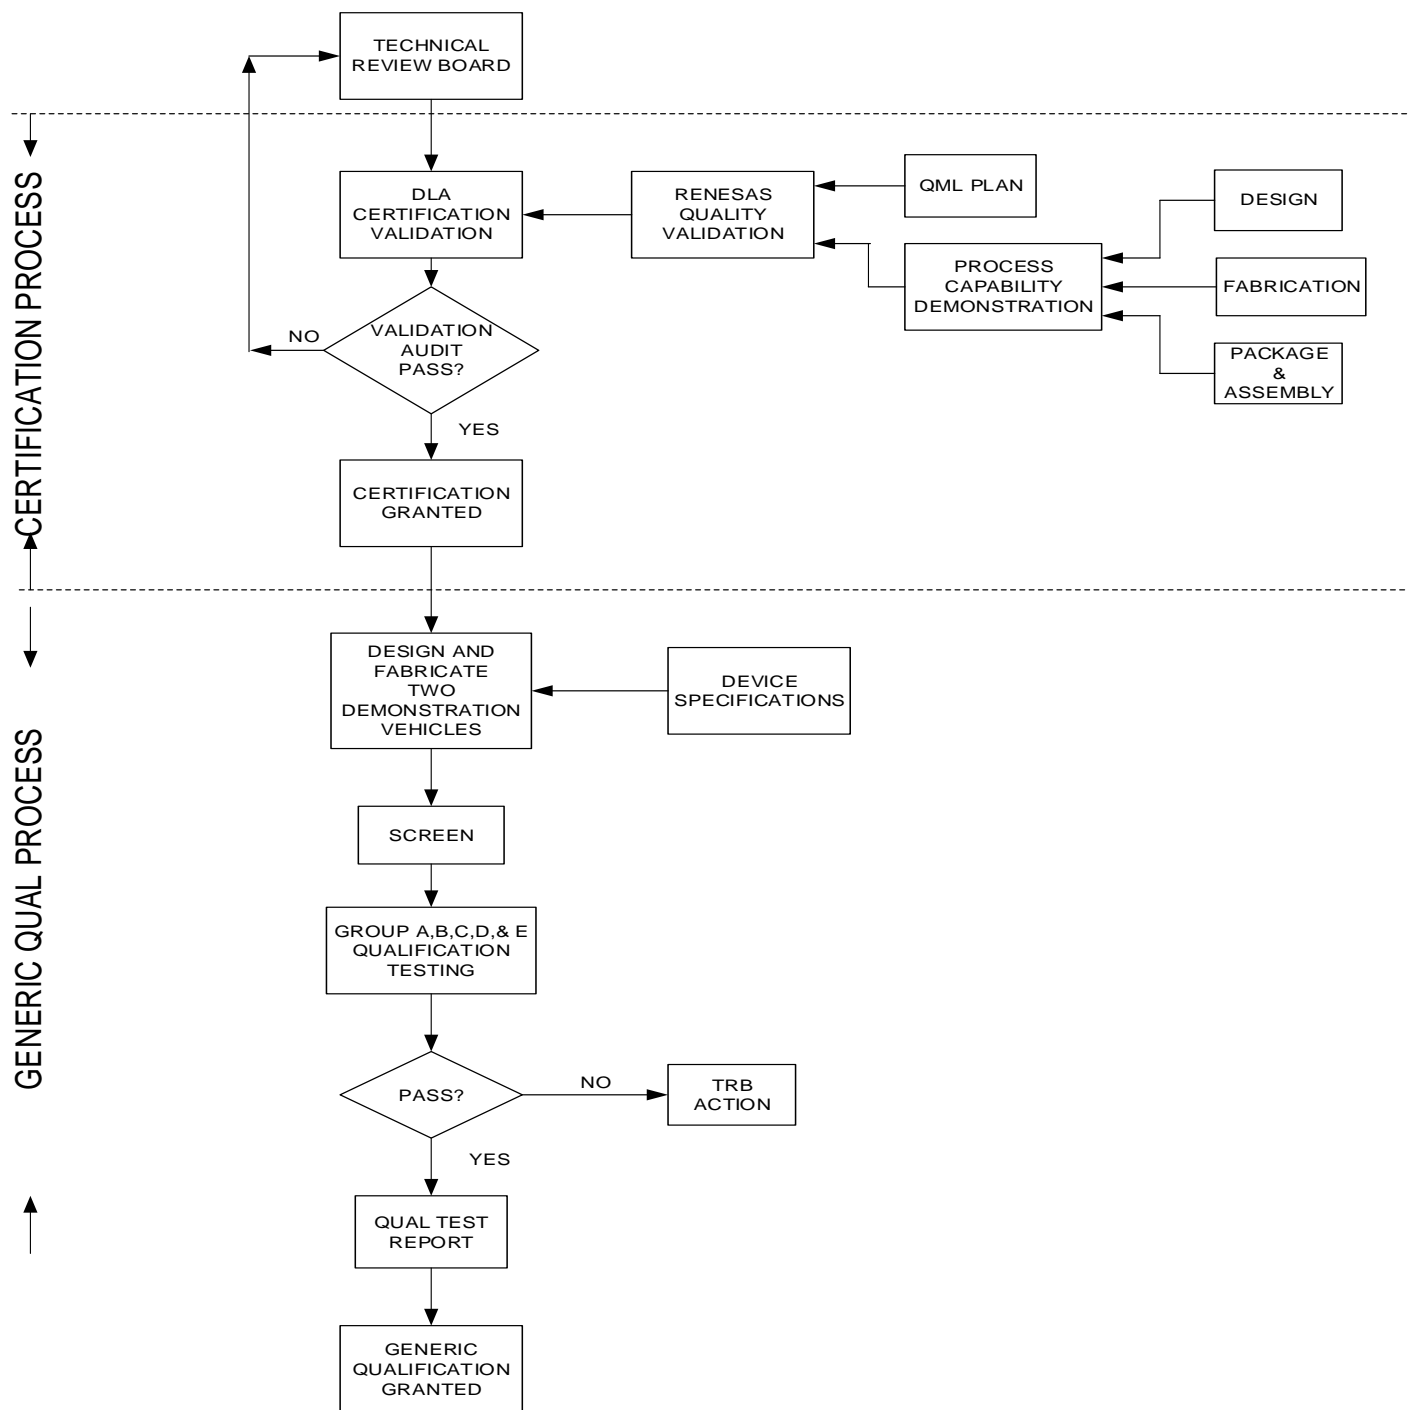 TECHNICAL
REVIEW BOARD
CERTIFICATION PROCESS
DLA
CERTIFICATION
VALIDATION
RENESAS
QUALITY
VALIDATION
QML PLAN
DESIGN
PROCESS
CAPABILITY
DEMONSTRATION
FABRICATION
PACKAGE
&
ASSEMBLY
VALIDATION
AUDIT
PASS?
NO
YES
CERTIFICATION
GRANTED
GENERIC QUAL PROCESS
DESIGN AND
FABRICATE
TWO
DEMONSTRATION
VEHICLES
DEVICE
SPECIFICATIONS
SCREEN
GROUP A,B,C,D,& E
QUALIFICATION
TESTING
PASS?
NO
TRB
ACTION
YES
QUAL TEST
REPORT
GENERIC
QUALIFICATION
GRANTED